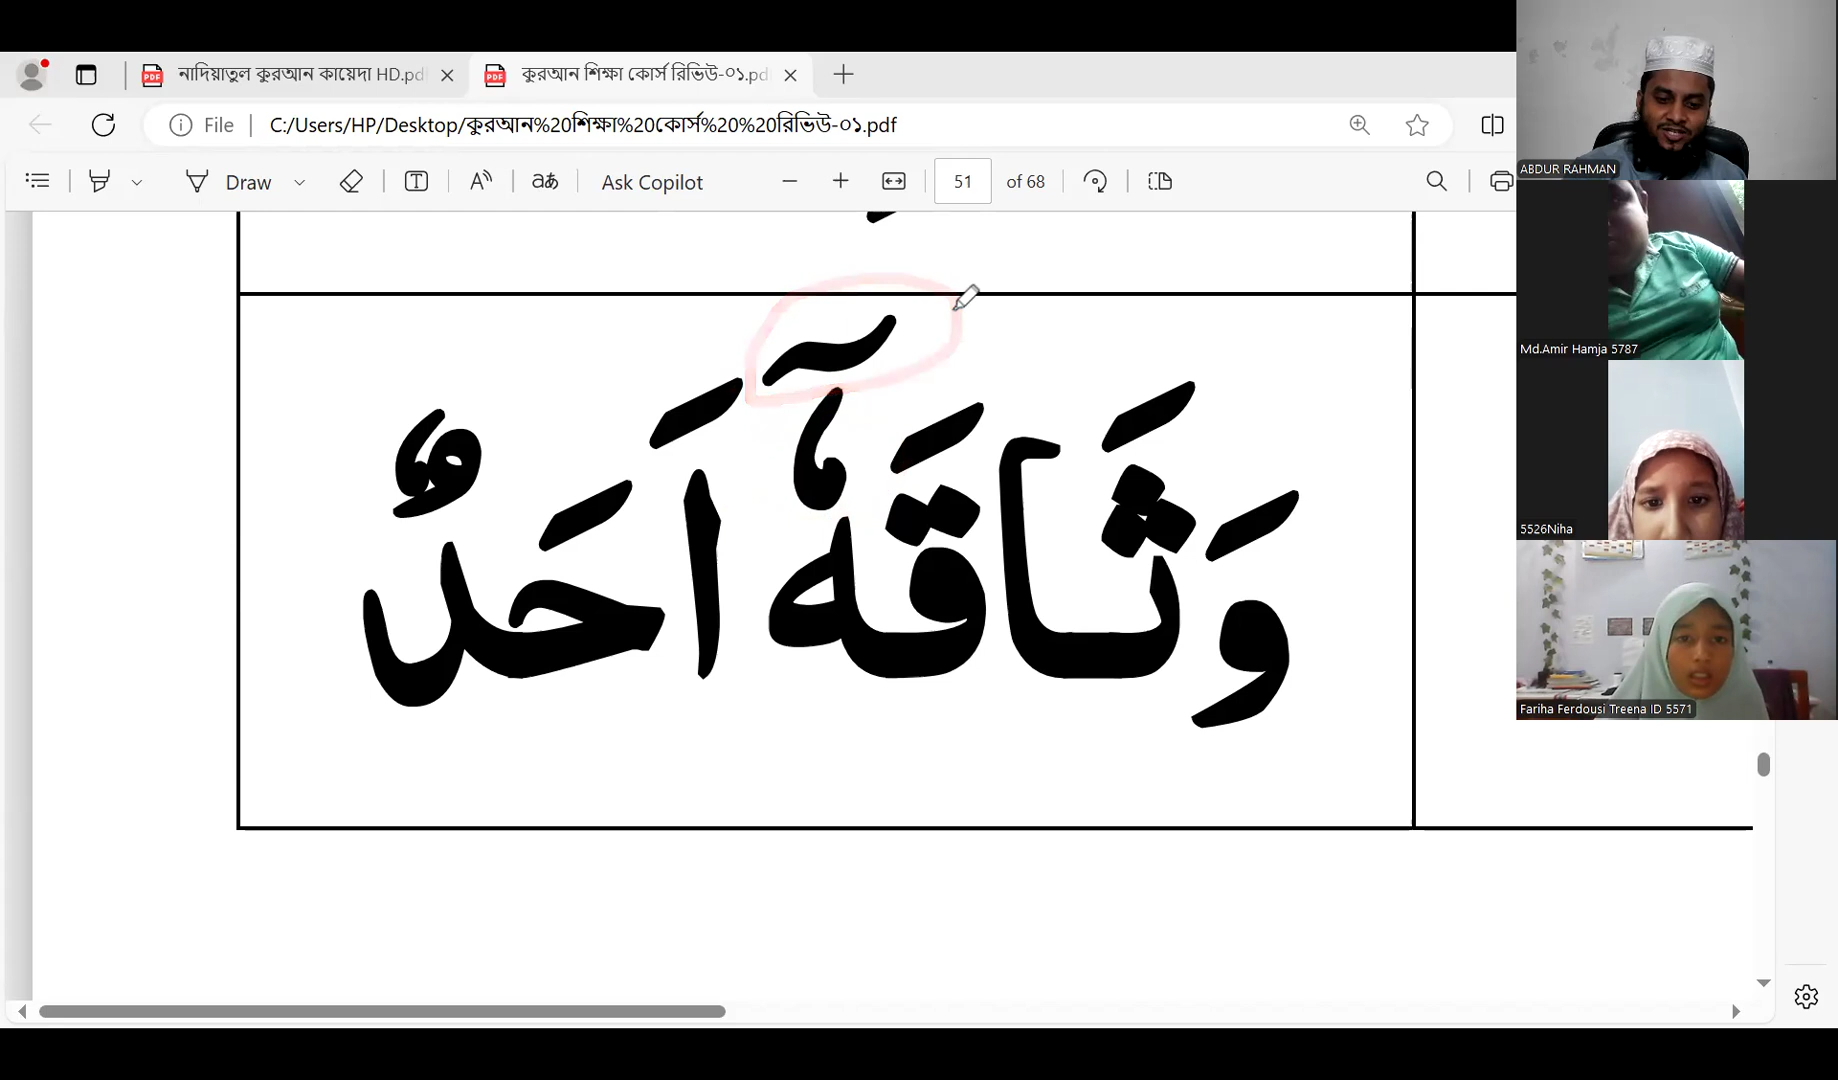 নাদিয়াতুল কুরআন কায়েদা HD.pd
কুরআন শিক্ষা কোর্স রিভিউ-০১.pd
File
C:/Users/HP/Desktop/কুরআন%20শিক্ষা%20কোর্স%20%20রিভিউ-০১.pdf
Draw
Ask Copilot
51 of 68
وَثَاقَهٗۤ اَحَدٌ
ABDUR RAHMAN
Md.Amir Hamja 5787
5526Niha
Fariha Ferdousi Treena ID 5571